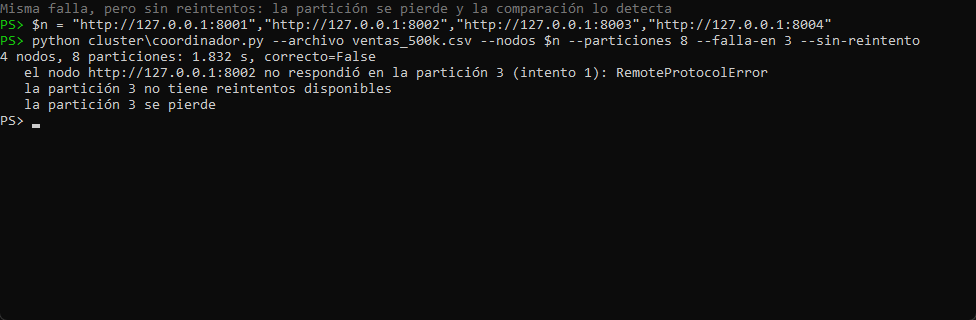 Misma falla, pero sin reintentos: la partición se pierde y la comparación lo detecta
PS> $n = "http://127.0.0.1:8001","http://127.0.0.1:8002","http://127.0.0.1:8003","http://127.0.0.1:8004"
PS> python cluster\coordinador.py --archivo ventas_500k.csv --nodos $n --particiones 8 --falla-en 3 --sin-reintento
4 nodos, 8 particiones: 1.832 s, correcto=False
   el nodo http://127.0.0.1:8002 no respondió en la partición 3 (intento 1): RemoteProtocolError
   la partición 3 no tiene reintentos disponibles
   la partición 3 se pierde
PS>